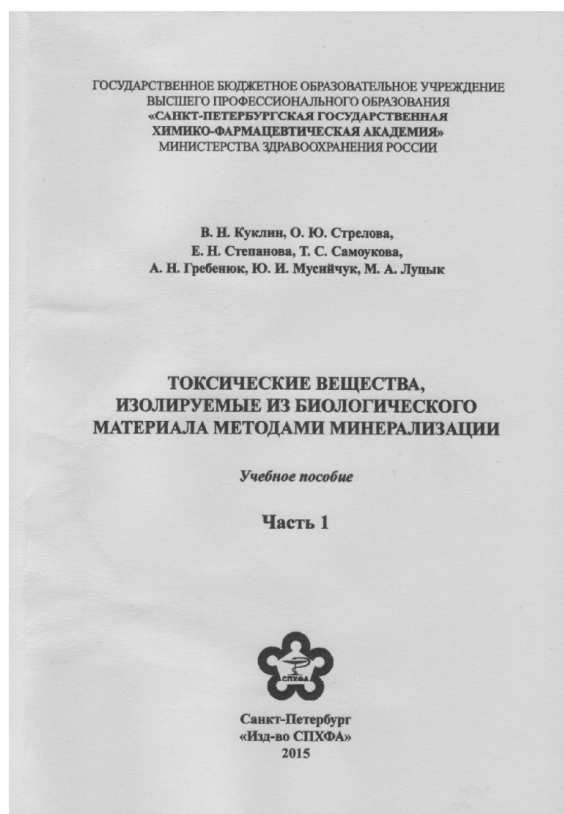 ГОСУДАРСТВЕННОЕ БЮДЖЕТНОЕ ОБРАЗОВАТЕЛЬНОЕ УЧРЕЖДЕНИЕ
ВЫСШЕГО ПРОФЕССИОНАЛЬНОГО ОБРАЗОВАНИЯ
«САНКТ-ПЕТЕРБУРГСКАЯ ГОСУДАРСТВЕННАЯ
ХИМИКО-ФАРМАЦЕВТИЧЕСКАЯ АКАДЕМИЯ»
МИНИСТЕРСТВА ЗДРАВООХРАНЕНИЯ РОССИИ
В. Н. Куклин, О. Ю. Стрелова,
Е. Н. Степанова, Т. С. Самоукова,
А. Н. Гребенюк, Ю. И. Мусийчук, М. А. Луцык
ТОКСИЧЕСКИЕ ВЕЩЕСТВА,
ИЗОЛИРУЕМЫЕ ИЗ БИОЛОГИЧЕСКОГО
МАТЕРИАЛА МЕТОДАМИ МИНЕРАЛИЗАЦИИ
Учебное пособие
Часть 1
СПХФА
Санкт-Петербург
«Изд-во СПХФА»
2015